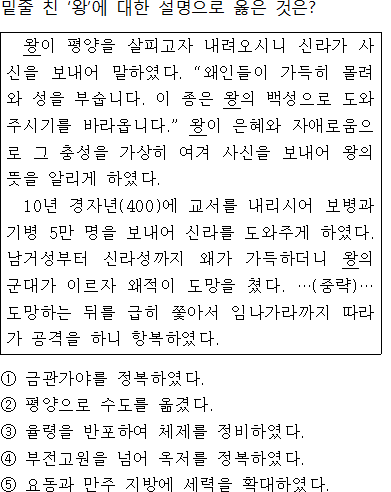 밑줄 친 ‘왕’에 대한 설명으로 옳은 것은?
왕이 평양을 살피고자 내려오시니 신라가 사
신을 보내어 말하였다. “왜인들이 가득히 몰려
와 성을 부숩니다. 이 종은 왕의 백성으로 도와
주시기를 바라옵니다.” 왕이 은혜와 자애로움으
로 그 충성을 가상히 여겨 사신을 보내어 왕의
뜻을 알리게 하였다.
10년 경자년(400)에 교서를 내리시어 보병과
기병 5만 명을 보내어 신라를 도와주게 하였다.
남거성부터 신라성까지 왜가 가득하더니 왕의
군대가 이르자 왜적이 도망을 쳤다. …(중략)…
도망하는 뒤를 급히 쫓아서 임나가라까지 따라
가 공격을 하니 항복하였다.
① 금관가야를 정복하였다.
② 평양으로 수도를 옮겼다.
③ 율령을 반포하여 체제를 정비하였다.
④ 부전고원을 넘어 옥저를 정복하였다.
⑤ 요동과 만주 지방에 세력을 확대하였다.